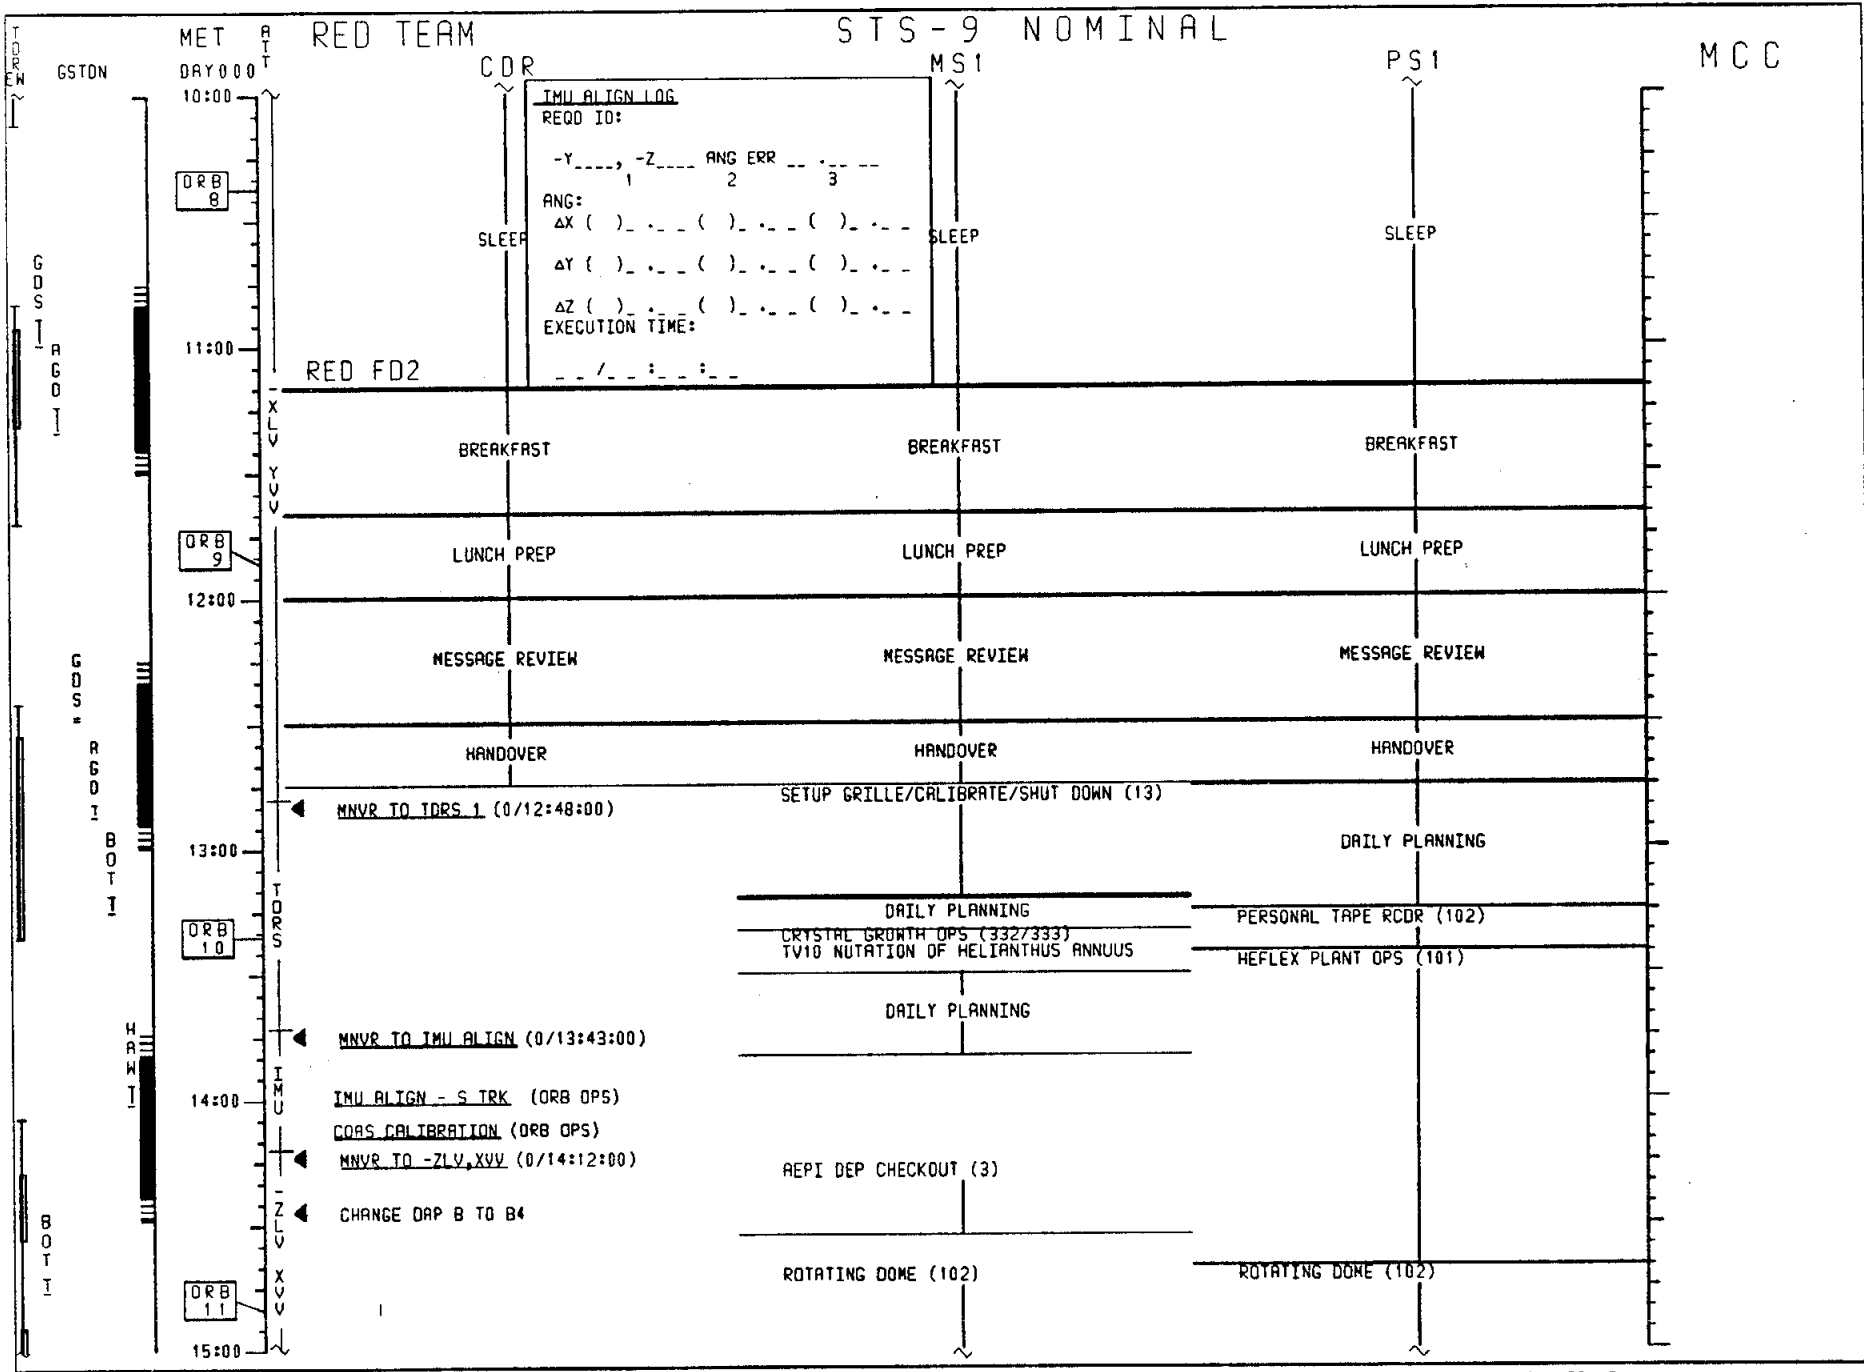 STS-9 NOMINAL
RED TEAM
MCC
TDRS
E W
GSTDN
MET
DAY000
ATT
CDR
MS1
PS1
10:00
IMU ALIGN LOG
REQD ID:
-Y____, -Z____ ANG ERR __ .__ __
1 2 3
ANG:
ΔX ( )_ ._ _ ( )_ ._ _ ( )_ ._ _
ΔY ( )_ ._ _ ( )_ ._ _ ( )_ ._ _
ΔZ ( )_ ._ _ ( )_ ._ _ ( )_ ._ _
EXECUTION TIME:
_ _ /_ _ :_ _ :_ _
ORB
8
SLEEP
SLEEP
SLEEP
GDS I
AGO I
11:00
RED FD2
-XLV YVV
BREAKFAST
BREAKFAST
BREAKFAST
ORB
9
LUNCH PREP
LUNCH PREP
LUNCH PREP
12:00
MESSAGE REVIEW
MESSAGE REVIEW
MESSAGE REVIEW
GDS =
AGO I
BOT I
HANDOVER
HANDOVER
HANDOVER
MNVR TO TDRS 1 (0/12:48:00)
SETUP GRILLE/CALIBRATE/SHUT DOWN (13)
13:00
DAILY PLANNING
TDRS
DAILY PLANNING
PERSONAL TAPE RCDR (102)
ORB
10
CRYSTAL GROWTH OPS (332/333)
TV10 NUTATION OF HELIANTHUS ANNUUS
HEFLEX PLANT OPS (101)
DAILY PLANNING
HAW I
MNVR TO IMU ALIGN (0/13:43:00)
IMU
14:00
IMU ALIGN - S TRK (ORB OPS)
COAS CALIBRATION (ORB OPS)
MNVR TO -ZLV,XVV (0/14:12:00)
AEPI DEP CHECKOUT (3)
-ZLV XVV
CHANGE DAP B TO B4
BOT I
ROTATING DOME (102)
ROTATING DOME (102)
ORB
11
15:00